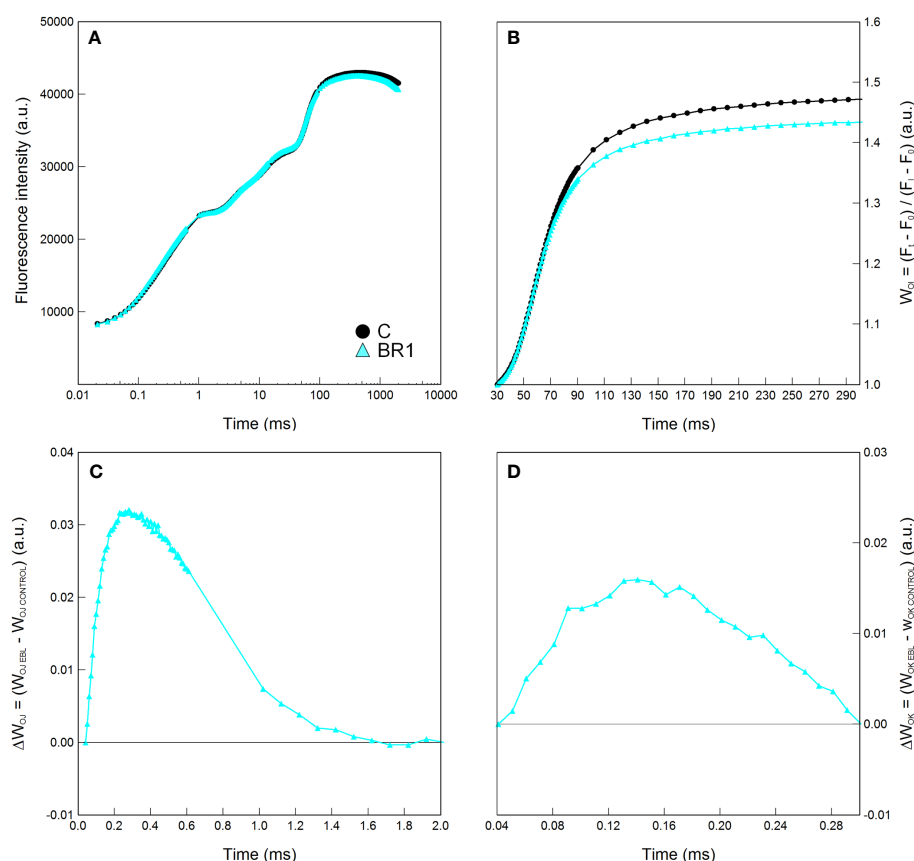 A
Fluorescence intensity (a.u.)
50000
40000
30000
20000
10000
C
BR1
0.01 0.1 1 10 100 1000 10000
Time (ms)
B
1.6
1.5
1.4
1.3
1.2
1.1
1.0
W_OI = (F_t - F_0) / (F_I - F_0) (a.u.)
30 50 70 90 110 130 150 170 190 210 230 250 270 290
Time (ms)
C
ΔW_OJ = (W_OJ EBL - W_OJ CONTROL) (a.u.)
0.04
0.03
0.02
0.01
0.00
-0.01
0.0 0.2 0.4 0.6 0.8 1.0 1.2 1.4 1.6 1.8 2.0
Time (ms)
D
0.03
0.02
0.01
0.00
-0.01
ΔW_OK = (W_OK EBL - w_OK CONTROL) (a.u.)
0.04 0.08 0.12 0.16 0.20 0.24 0.28
Time (ms)